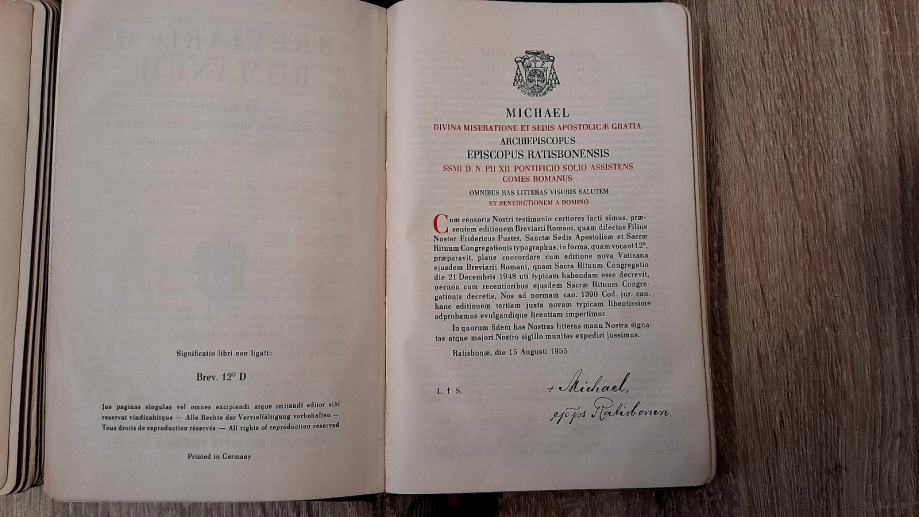 Significatio libri non ligati:
Brev. 12º D
Jus paginas singulas vel omnes excipiendi atque imitandi editor sibi
reservat vindicabitque — Alle Rechte der Vervielfältigung vorbehalten —
Tous droits de reproduction réservés — All rights of reproduction reserved
Printed in Germany
MICHAEL
DIVINA MISERATIONE ET SEDIS APOSTOLICÆ GRATIA
ARCHIEPISCOPUS
EPISCOPUS RATISBONENSIS
SSMI D. N. PII XII PONTIFICIO SOLIO ASSISTENS
COMES ROMANUS
OMNIBUS HAS LITTERAS VISURIS SALUTEM
ET BENEDICTIONEM A DOMINO
Cum censoris Nostri testimonio certiores facti simus, præ-
sentem editionem Breviarii Romani, quam dilectus Filius
Noster Fridericus Pustet, Sanctæ Sedis Apostolicæ et Sacræ
Rituum Congregationis typographus, in forma, quam vocant 12º,
præparavit, plane concordare cum editione nova Vaticana
ejusdem Breviarii Romani, quam Sacra Rituum Congregatio
die 21 Decembris 1948 uti typicam habendam esse decrevit,
necnon cum recentioribus ejusdem Sacræ Rituum Congre-
gationis decretis, Nos ad normam can. 1390 Cod. jur. can.
hanc editionem tertiam juxta novam typicam libentissime
adprobamus evulgandique licentiam impertimur.
In quorum fidem has Nostras litteras manu Nostra signa-
tas atque majori Nostro sigillo munitas expediri jussimus.
Ratisbonæ, die 15 Augusti 1955
L † S.
+ Michael,
epps Ratisbonen.